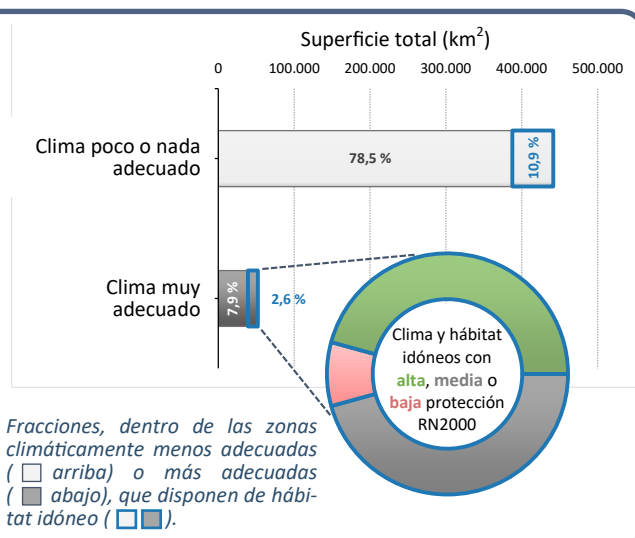 Superficie total (km²)
0 100.000 200.000 300.000 400.000 500.000
Clima poco o nada
adecuado
78,5 %
10,9 %
Clima muy
adecuado
7,9 %
2,6 %
Clima y hábitat
idóneos con
alta, media o
baja protección
RN2000
Fracciones, dentro de las zonas
climáticamente menos adecuadas
( arriba) o más adecuadas
( abajo), que disponen de hábi-
tat idóneo ( ).